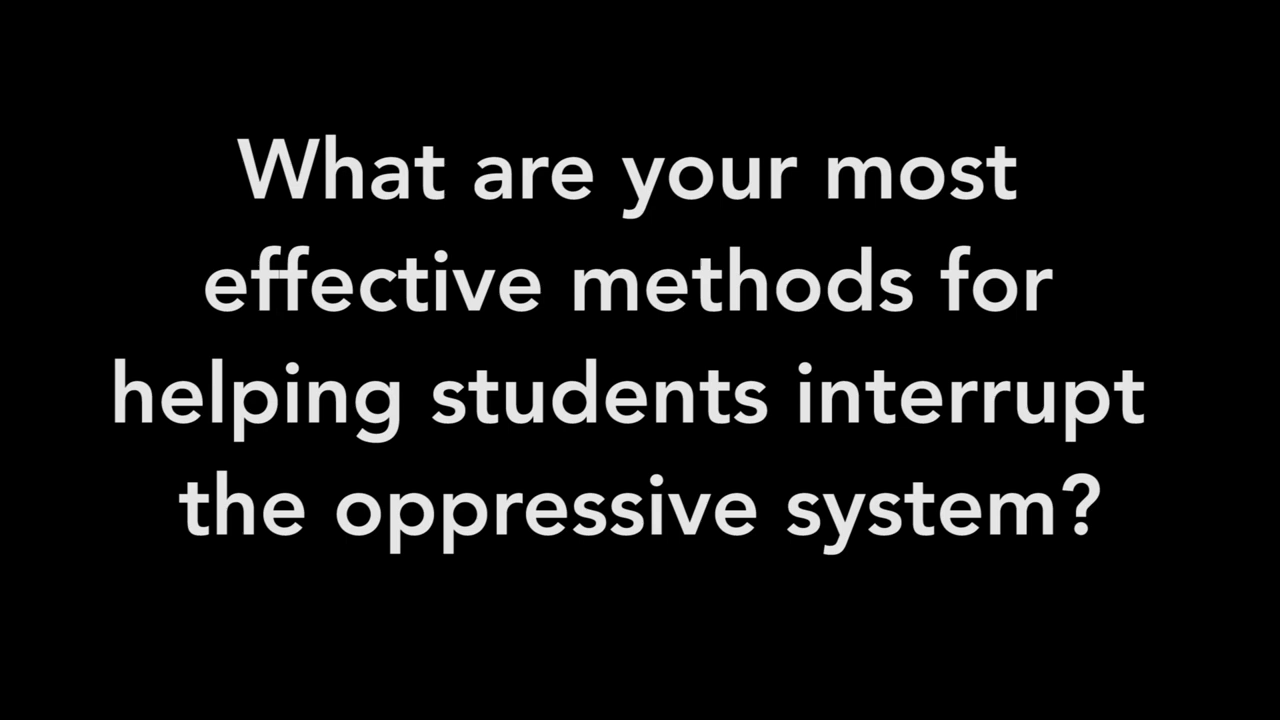 What are your most
effective methods for
helping students interrupt
the oppressive system?